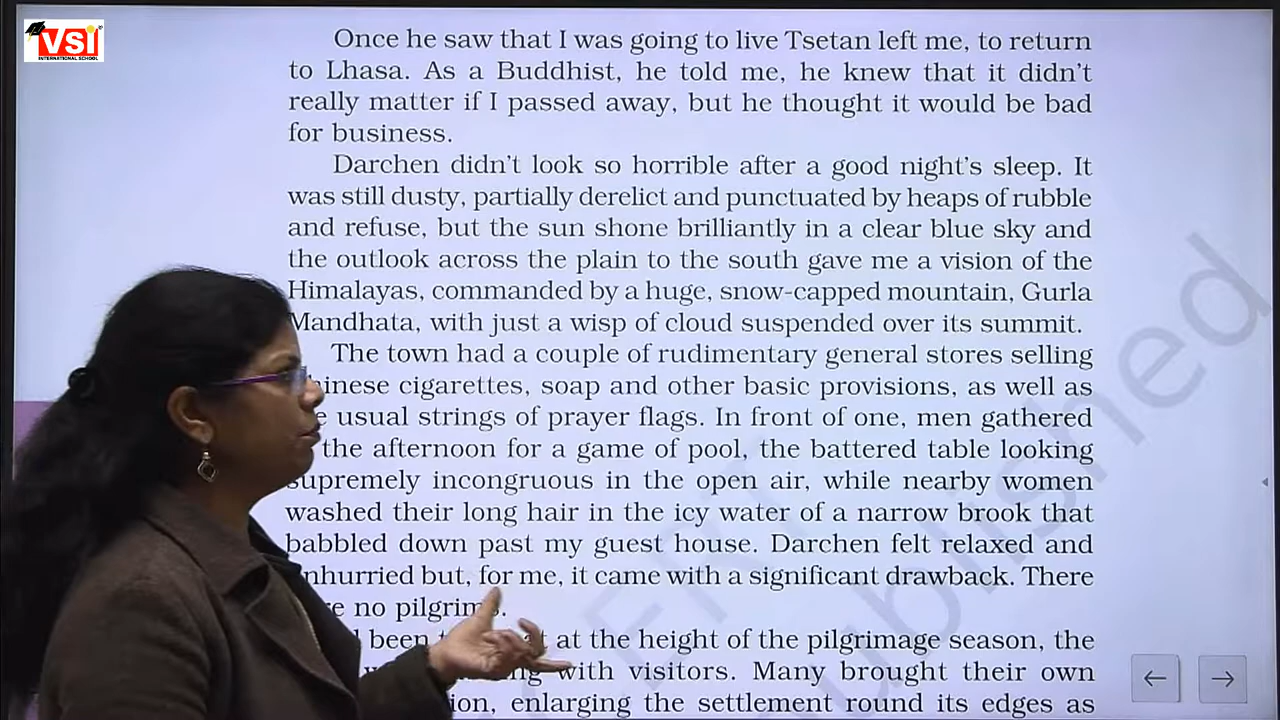 VSI
INTERNATIONAL SCHOOL
Once he saw that I was going to live Tsetan left me, to return
to Lhasa. As a Buddhist, he told me, he knew that it didn't
really matter if I passed away, but he thought it would be bad
for business.
Darchen didn't look so horrible after a good night's sleep. It
was still dusty, partially derelict and punctuated by heaps of rubble
and refuse, but the sun shone brilliantly in a clear blue sky and
the outlook across the plain to the south gave me a vision of the
Himalayas, commanded by a huge, snow-capped mountain, Gurla
Mandhata, with just a wisp of cloud suspended over its summit.
The town had a couple of rudimentary general stores selling
inese cigarettes, soap and other basic provisions, as well as
e usual strings of prayer flags. In front of one, men gathered
the afternoon for a game of pool, the battered table looking
supremely incongruous in the open air, while nearby women
washed their long hair in the icy water of a narrow brook that
babbled down past my guest house. Darchen felt relaxed and
nhurried but, for me, it came with a significant drawback. There
re no pilgrims.
been at the height of the pilgrimage season, the
ng with visitors. Many brought their own
ion, enlarging the settlement round its edges as
ublished